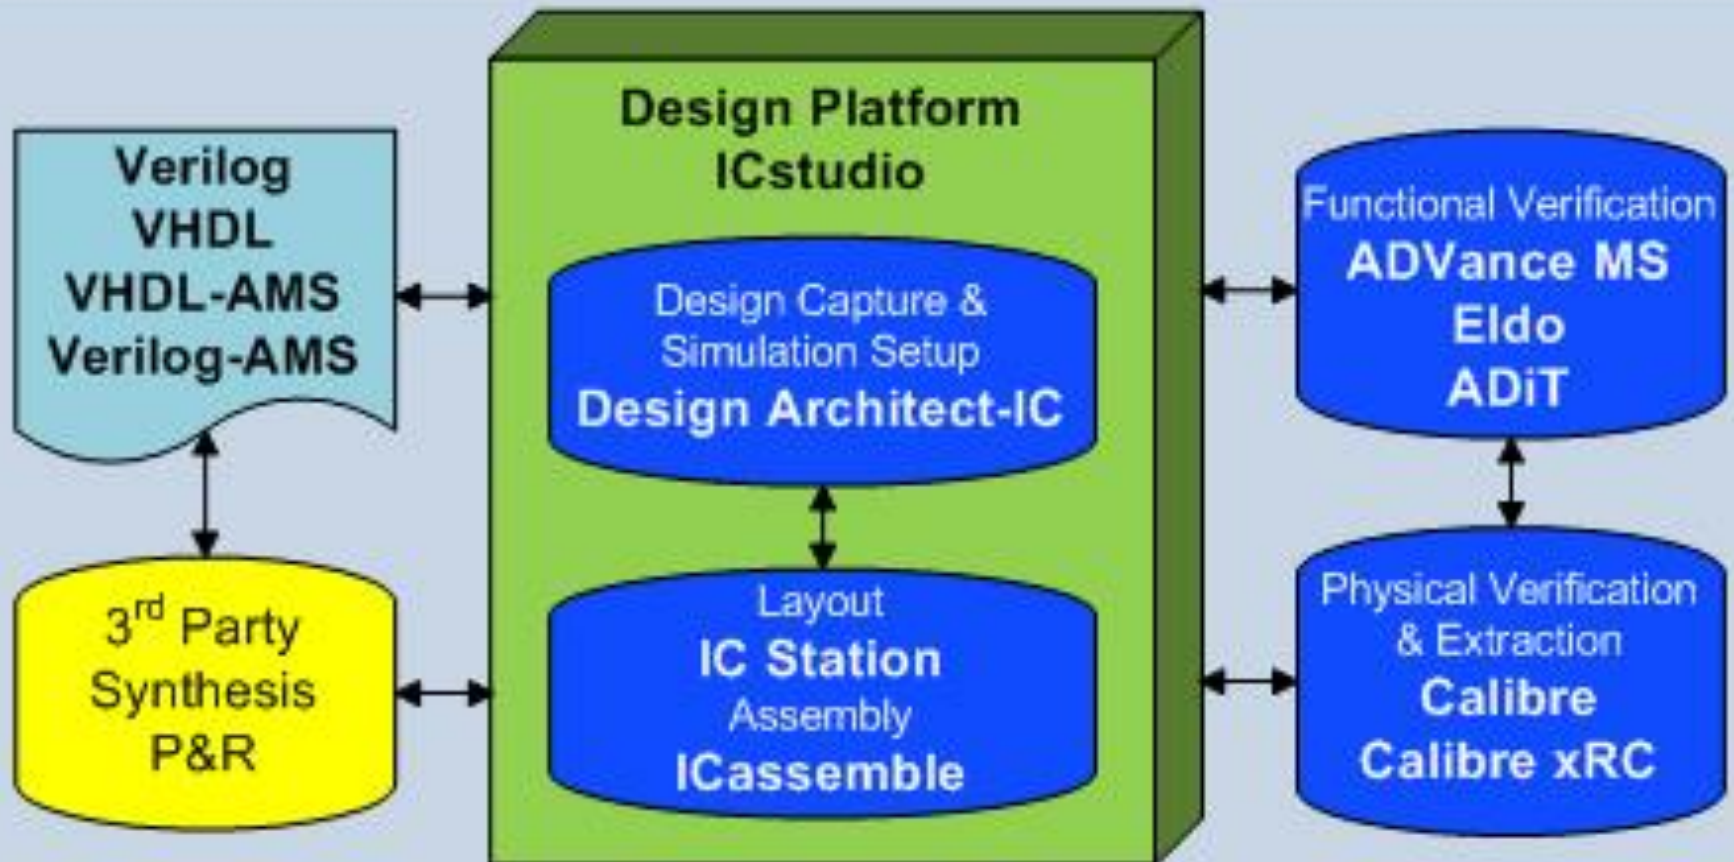 Design Platform
ICstudio
Verilog
VHDL
VHDL-AMS
Verilog-AMS
3rd Party
Synthesis
P&R
Design Capture &
Simulation Setup
Design Architect-IC
Layout
IC Station
Assembly
ICassemble
Functional Verification
ADVance MS
Eldo
ADiT
Physical Verification
& Extraction
Calibre
Calibre xRC